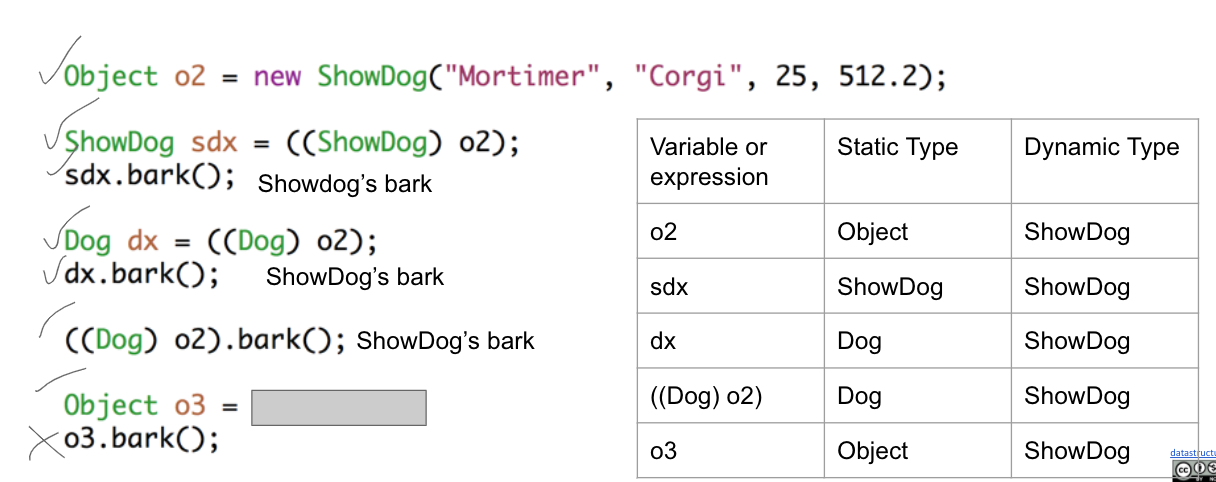 Object o2 = new ShowDog("Mortimer", "Corgi", 25, 512.2);
ShowDog sdx = ((ShowDog) o2);
sdx.bark(); Showdog’s bark
Dog dx = ((Dog) o2);
dx.bark(); ShowDog’s bark
((Dog) o2).bark(); ShowDog’s bark
Object o3 =
o3.bark();
Variable or expression Static Type Dynamic Type
o2 Object ShowDog
sdx ShowDog ShowDog
dx Dog ShowDog
((Dog) o2) Dog ShowDog
o3 Object ShowDog
datastructu